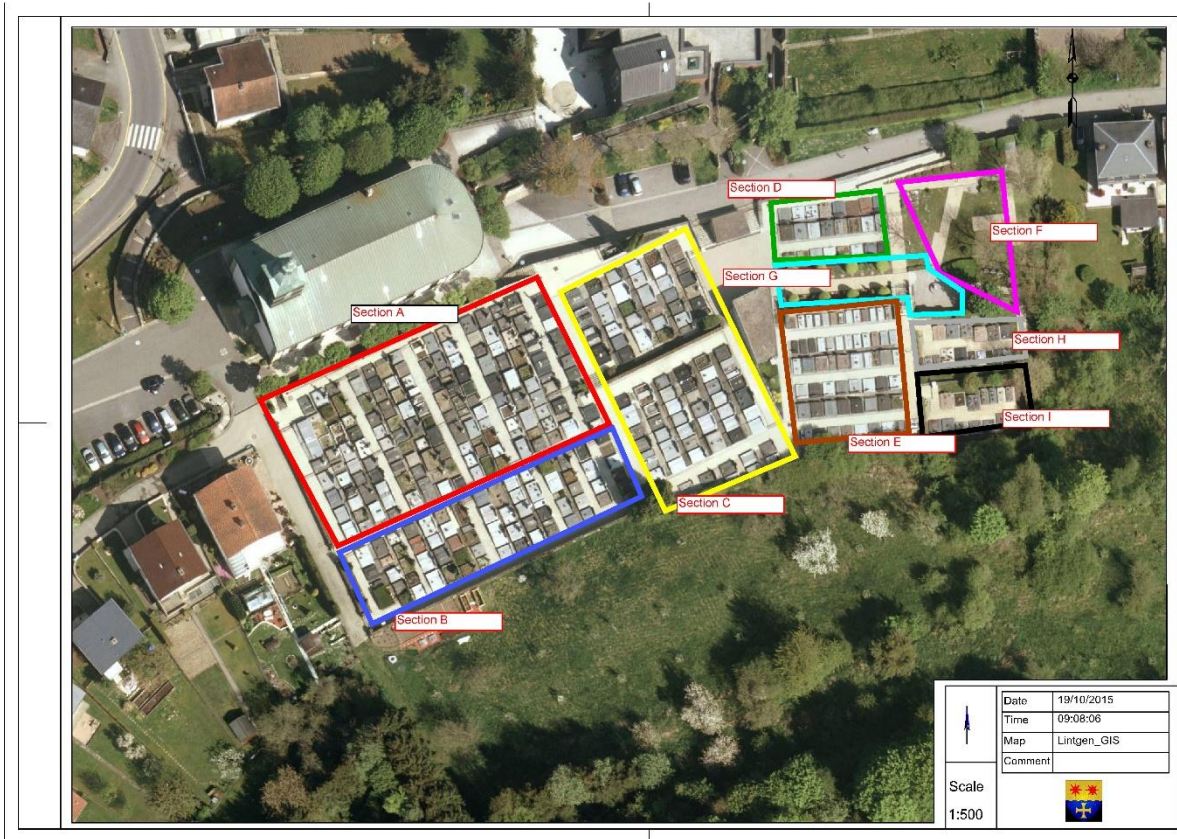 Section D
Section F
Section G
Section A
Section H
Section I
Section E
Section C
Section B
Date 19/10/2015
Time 09:08:06
Map Lintgen_GIS
Comment
Scale
1:500